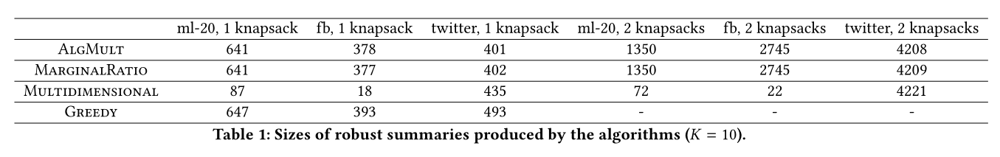 ml-20, 1 knapsack fb, 1 knapsack twitter, 1 knapsack ml-20, 2 knapsacks fb, 2 knapsacks twitter, 2 knapsacks
AlgMult 641 378 401 1350 2745 4208
MarginalRatio 641 377 402 1350 2745 4209
Multidimensional 87 18 435 72 22 4221
Greedy 647 393 493 - - -
Table 1: Sizes of robust summaries produced by the algorithms (K = 10).